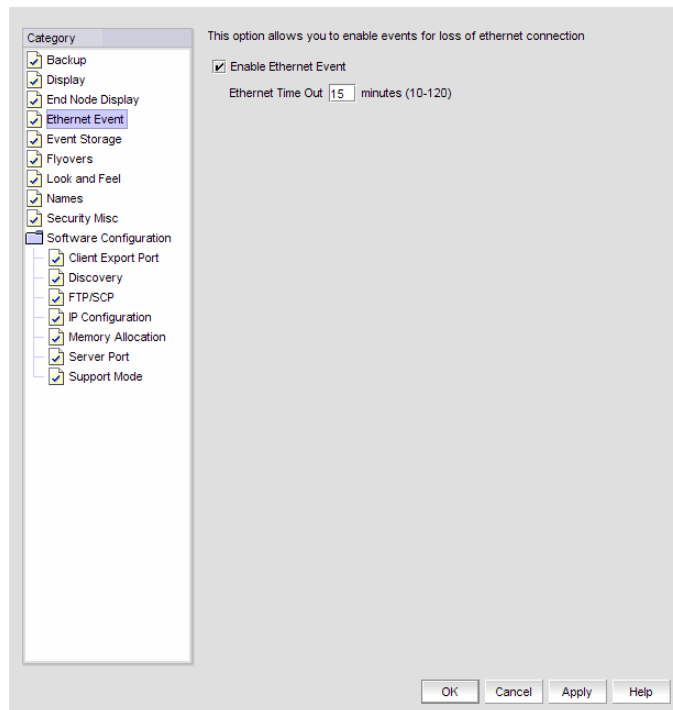 Category
Backup
Display
End Node Display
Ethernet Event
Event Storage
Flyovers
Look and Feel
Names
Security Misc
Software Configuration
Client Export Port
Discovery
FTP/SCP
IP Configuration
Memory Allocation
Server Port
Support Mode
This option allows you to enable events for loss of ethernet connection
Enable Ethernet Event
Ethernet Time Out 15 minutes (10-120)
OK Cancel Apply Help